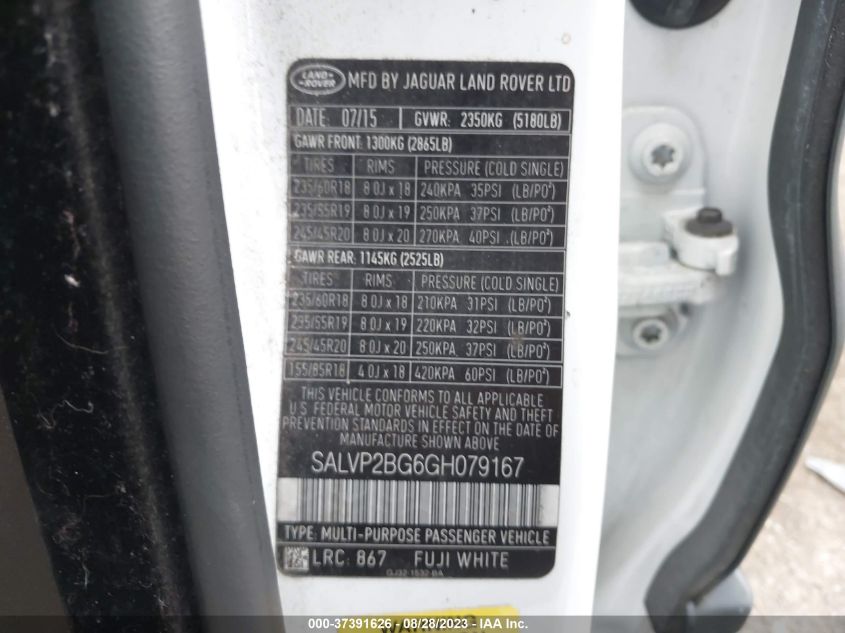 LAND ROVER MFD BY JAGUAR LAND ROVER LTD
DATE: 07/15 GVWR: 2350KG (5180LB)
GAWR FRONT: 1300KG (2865LB)
TIRES RIMS PRESSURE (COLD SINGLE)
235/60R18 8.0J x 18 240KPA 35PSI (LB/PO²)
235/55R19 8.0J x 19 250KPA 37PSI (LB/PO²)
245/45R20 8.0J x 20 270KPA 40PSI (LB/PO²)
GAWR REAR: 1145KG (2525LB)
TIRES RIMS PRESSURE (COLD SINGLE)
235/60R18 8.0J x 18 210KPA 31PSI (LB/PO²)
235/55R19 8.0J x 19 220KPA 32PSI (LB/PO²)
245/45R20 8.0J x 20 250KPA 37PSI (LB/PO²)
155/85R18 4.0J x 18 420KPA 60PSI (LB/PO²)
THIS VEHICLE CONFORMS TO ALL APPLICABLE
U.S. FEDERAL MOTOR VEHICLE SAFETY AND THEFT
PREVENTION STANDARDS IN EFFECT ON THE DATE
OF MANUFACTURE SHOWN ABOVE
SALVP2BG6GH079167
TYPE: MULTI-PURPOSE PASSENGER VEHICLE
LRC: 867 FUJI WHITE
GJ32-1532-BA
WARNING
000-37391626 08/28/2023 IAA Inc.